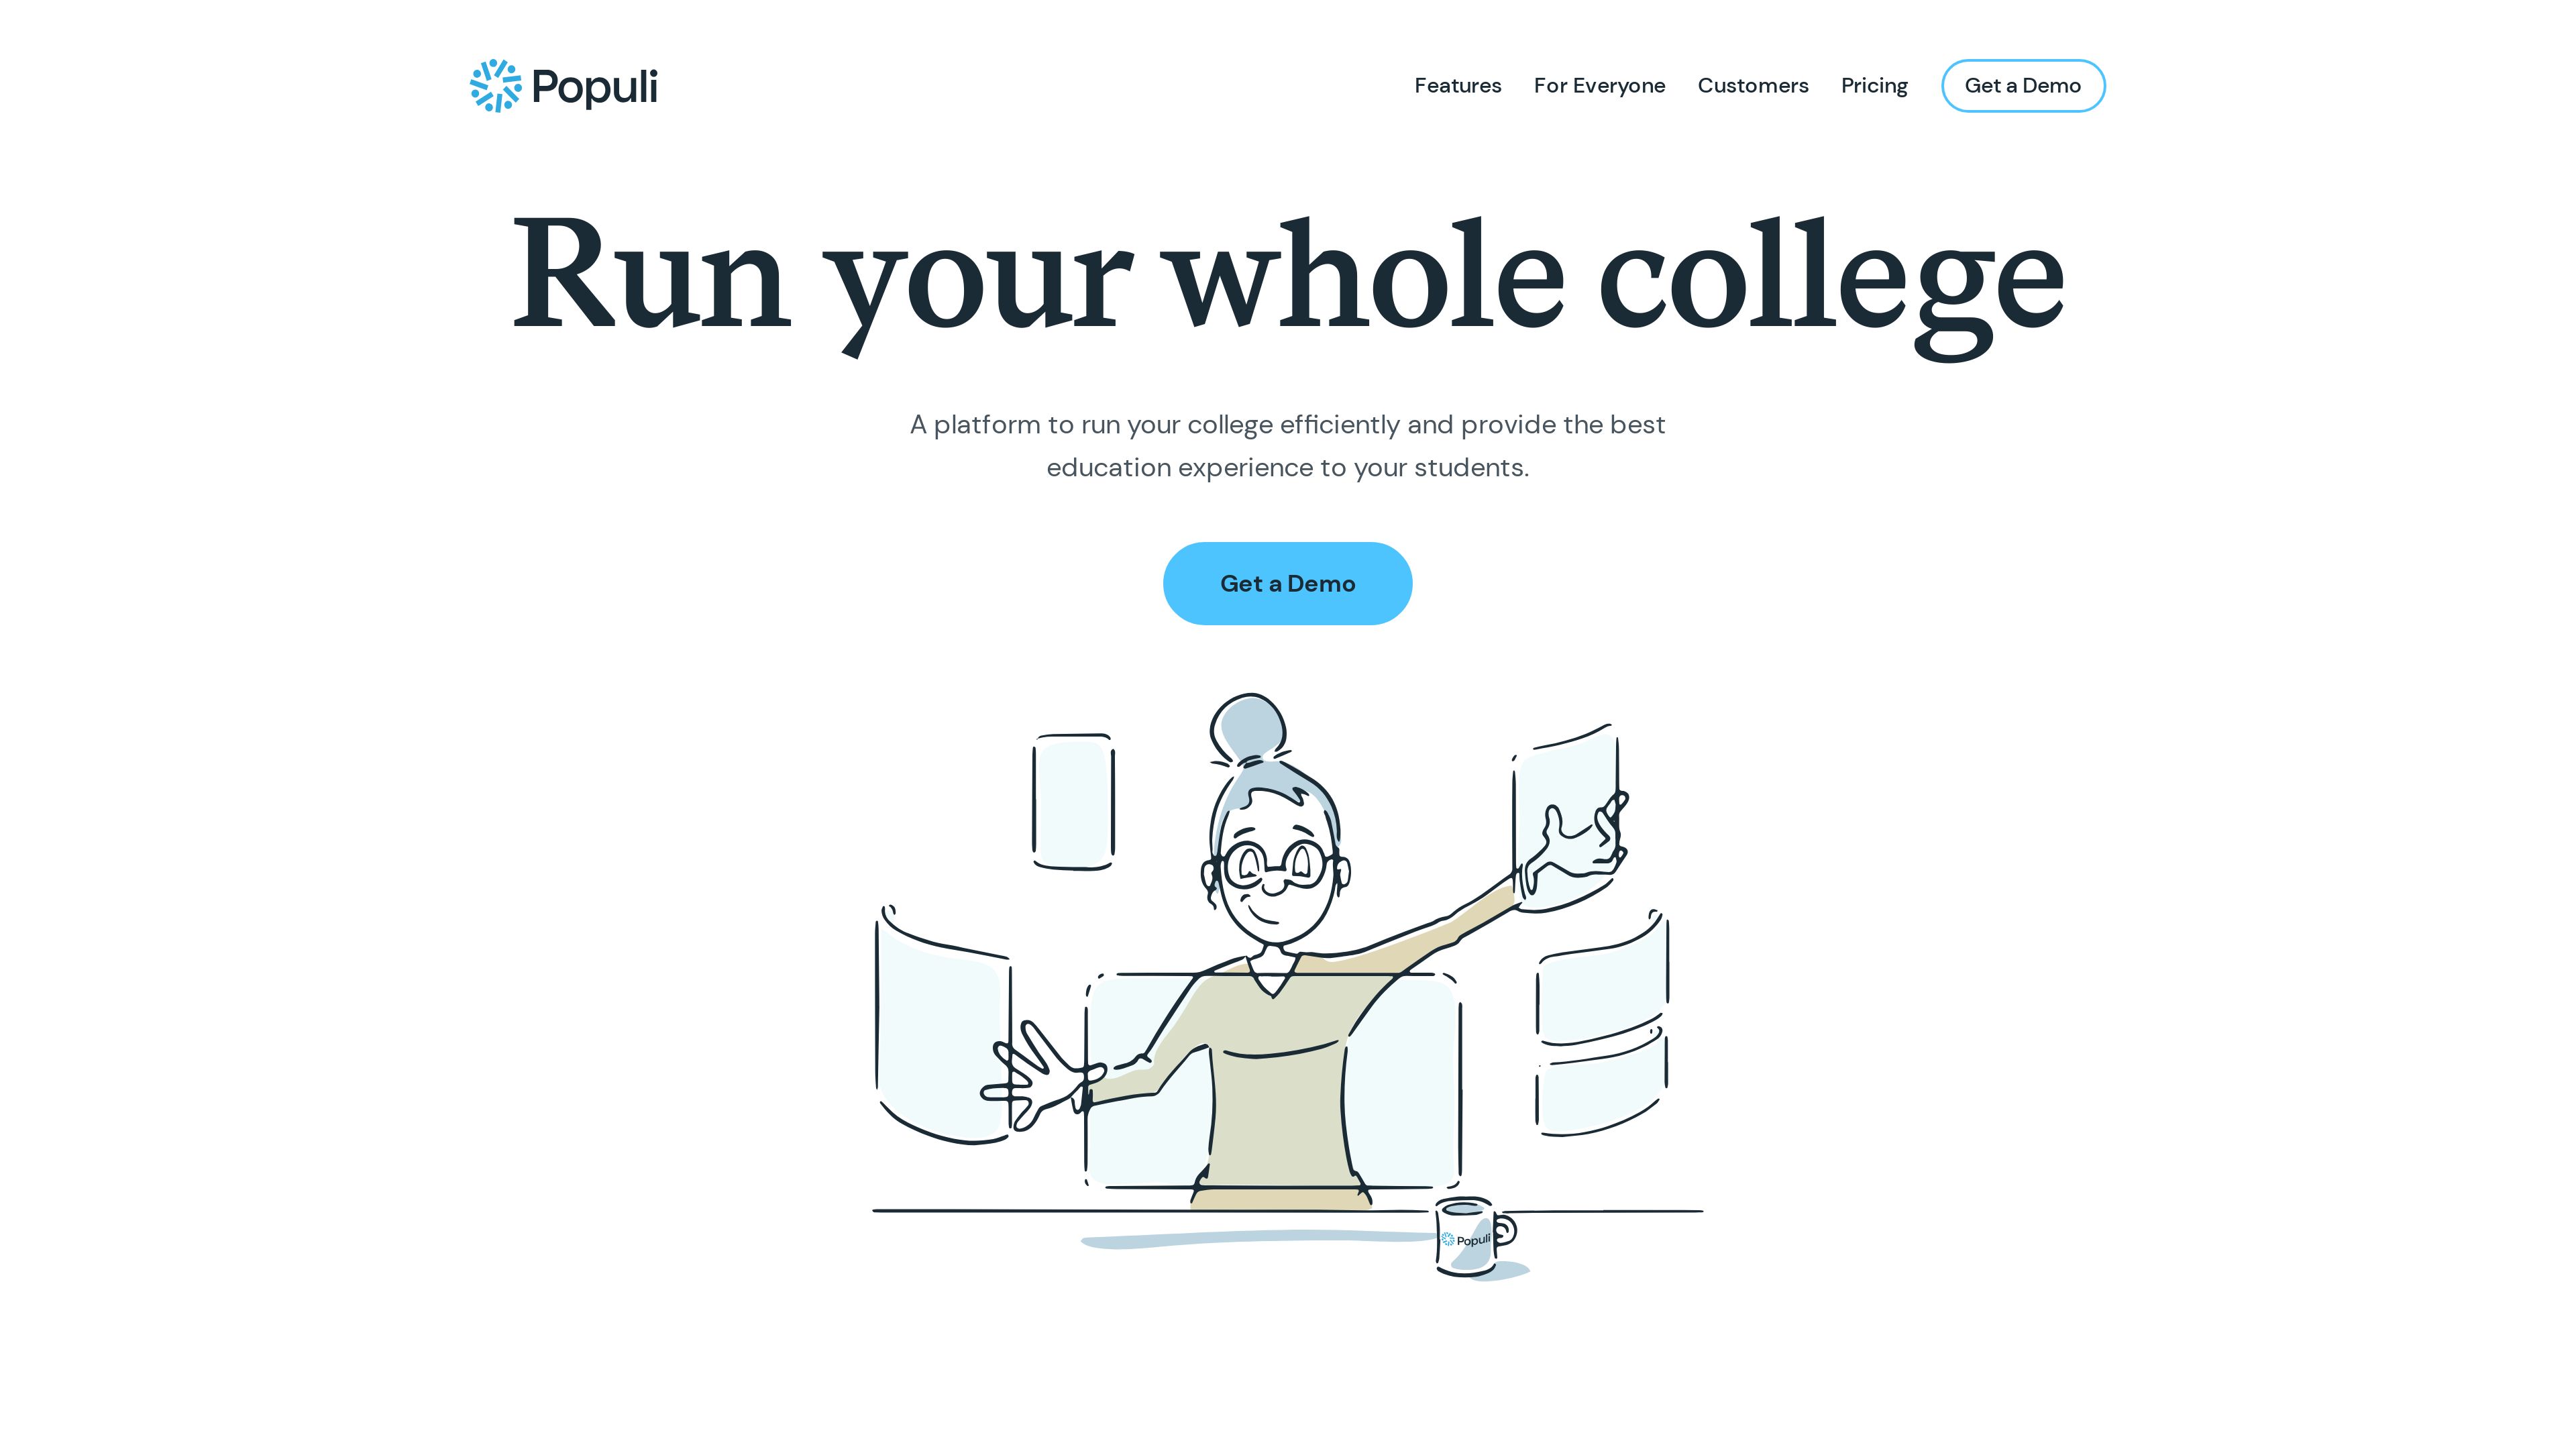 Populi
Features For Everyone Customers Pricing Get a Demo
Run your whole college
A platform to run your college efficiently and provide the best
education experience to your students.
Get a Demo
Populi